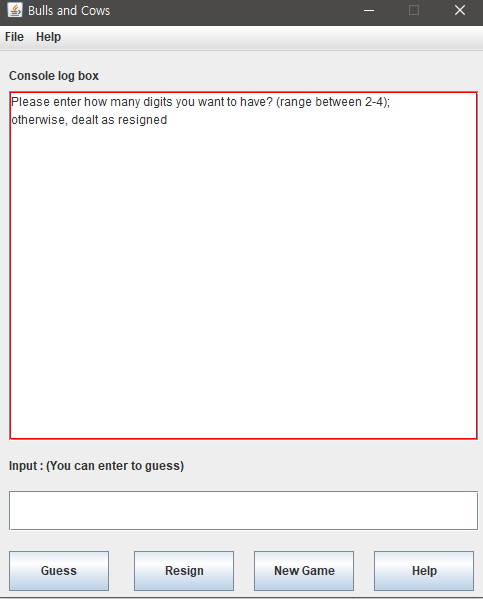 Bulls and Cows
File Help
Console log box
Please enter how many digits you want to have? (range between 2-4);
otherwise, dealt as resigned
Input : (You can enter to guess)
Guess Resign New Game Help